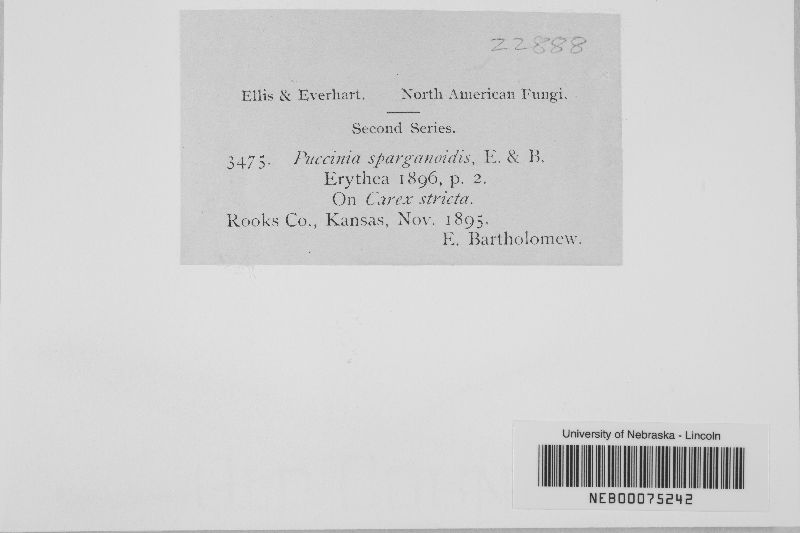 22888
Ellis & Everhart. North American Fungi.
Second Series.
3475. Puccinia sparganoidis, E. & B.
Erythea 1896, p. 2.
On Carex stricta.
Rooks Co., Kansas, Nov. 1895.
E. Bartholomew.
University of Nebraska - Lincoln
NEB00075242